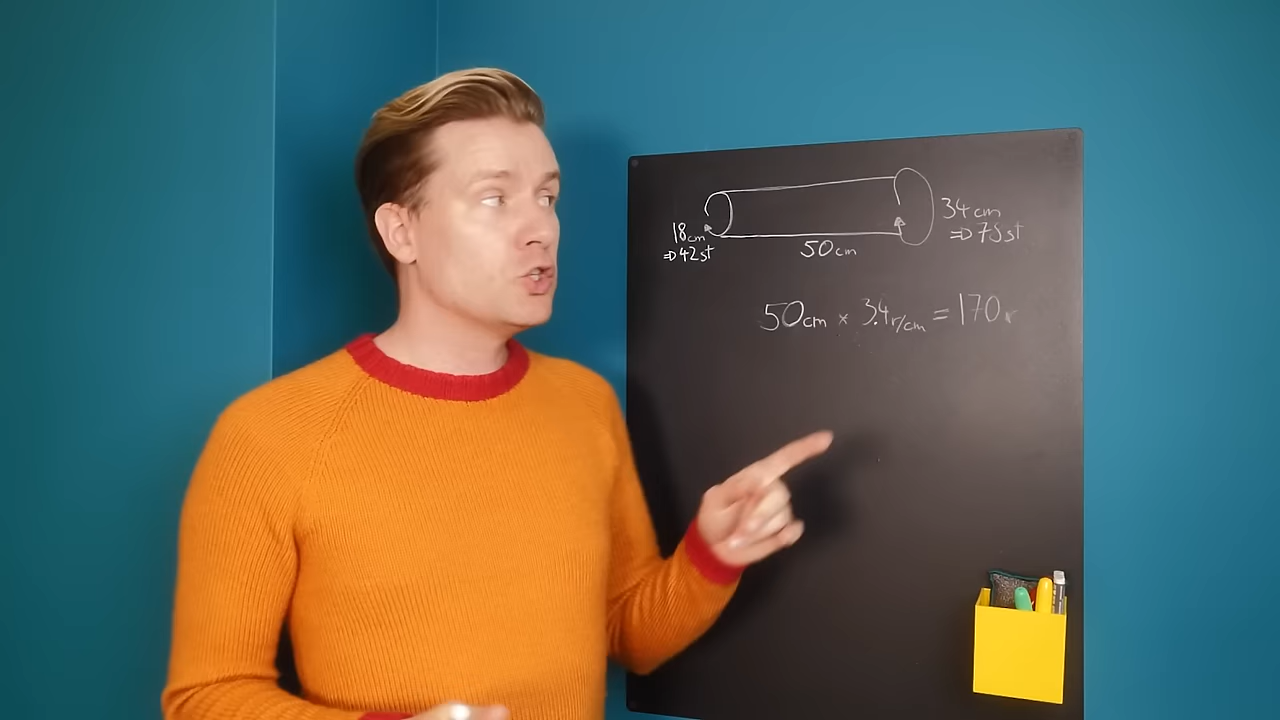 18cm
⇒42st
50cm
34cm
⇒78st
50cm × 3.4r/cm = 170r